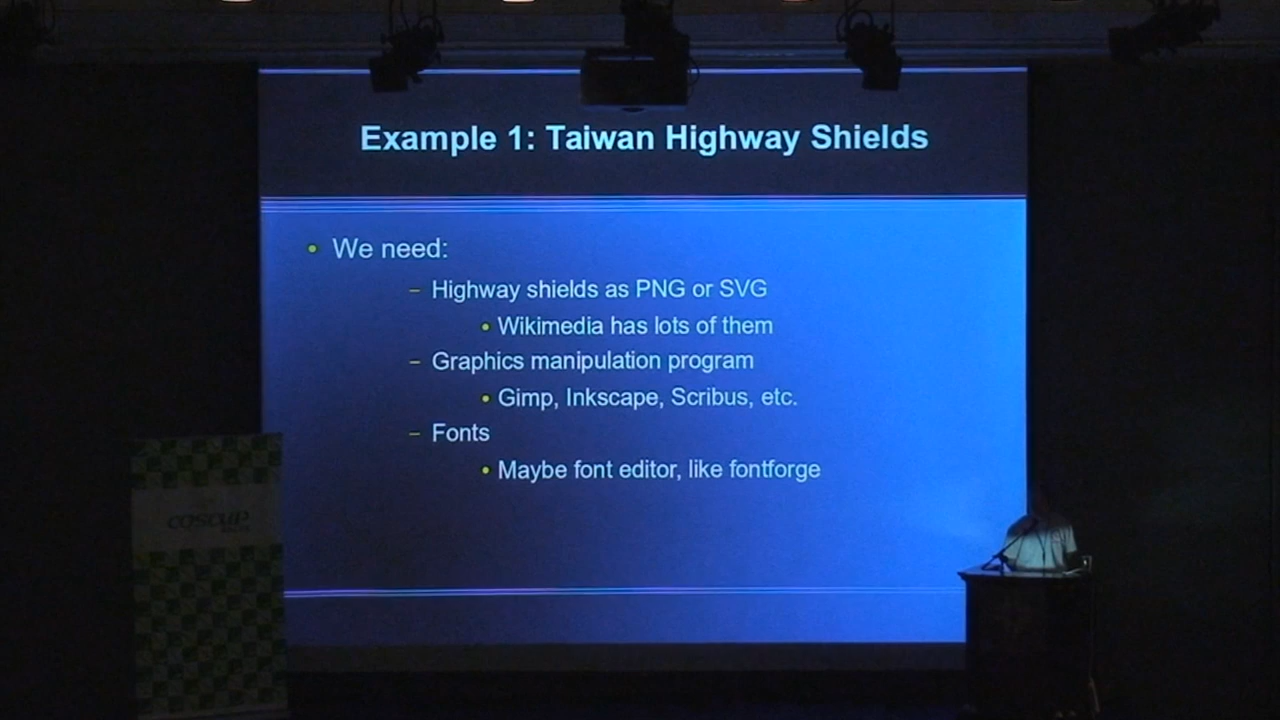 Example 1: Taiwan Highway Shields
• We need:
– Highway shields as PNG or SVG
• Wikimedia has lots of them
– Graphics manipulation program
• Gimp, Inkscape, Scribus, etc.
– Fonts
• Maybe font editor, like fontforge
coscup